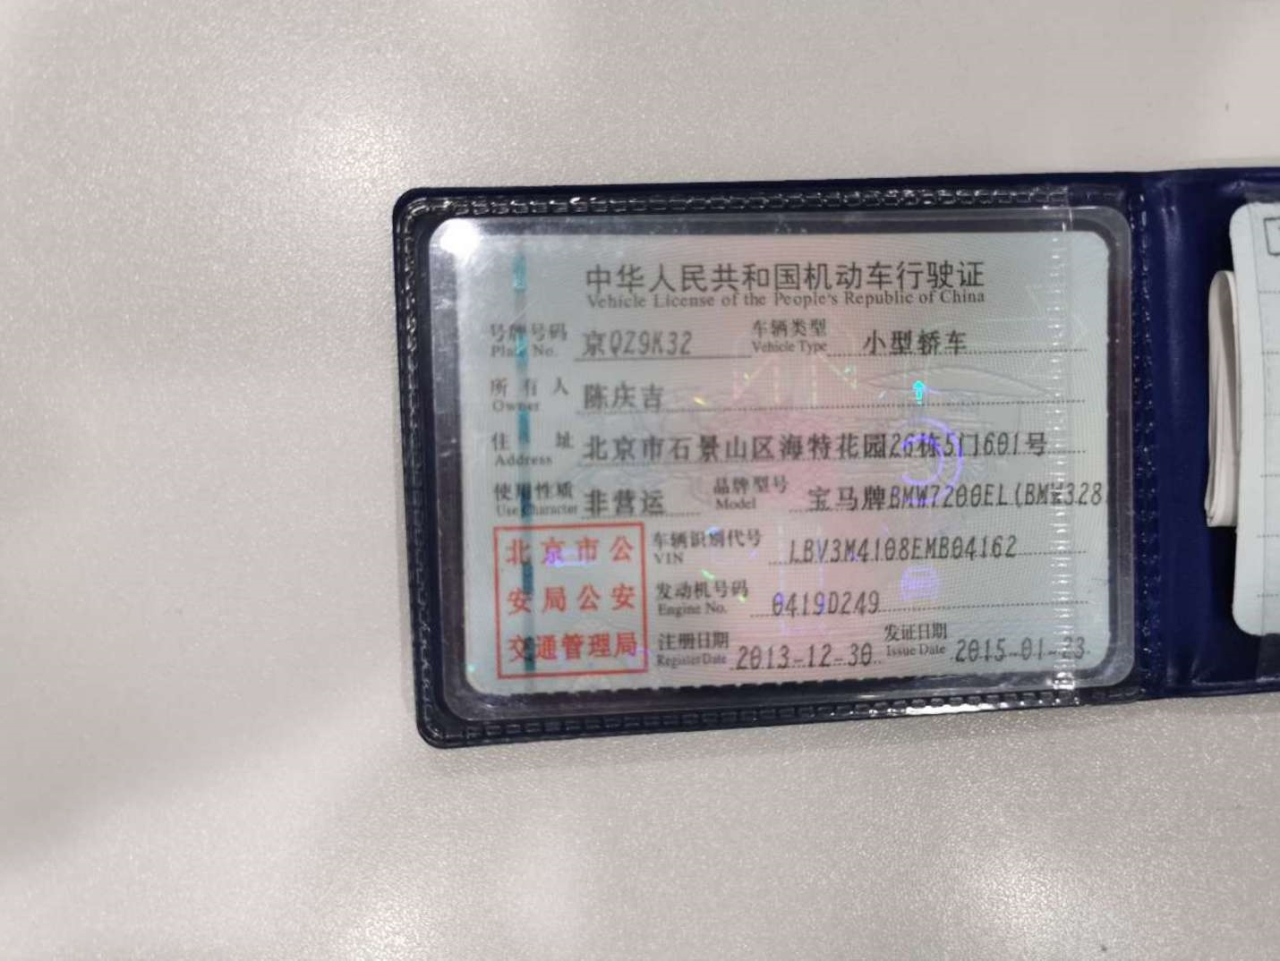 中华人民共和国机动车行驶证
Vehicle License of the People's Republic of China
号牌号码 京QZ9K32 车辆类型 小型轿车
Plate No. Vehicle Type
所有人 陈庆吉
Owner
住址 北京市石景山区海特花园26栋5门601号
Address
使用性质 非营运 品牌型号 宝马牌BMW7200EL(BMW328
Use Character Model
北京市公
安局公安
交通管理局
车辆识别代号 LBV3M4108EMB04162
VIN
发动机号码 0419D249
Engine No.
注册日期 2013-12-30 发证日期 2015-01-23
Register Date Issue Date